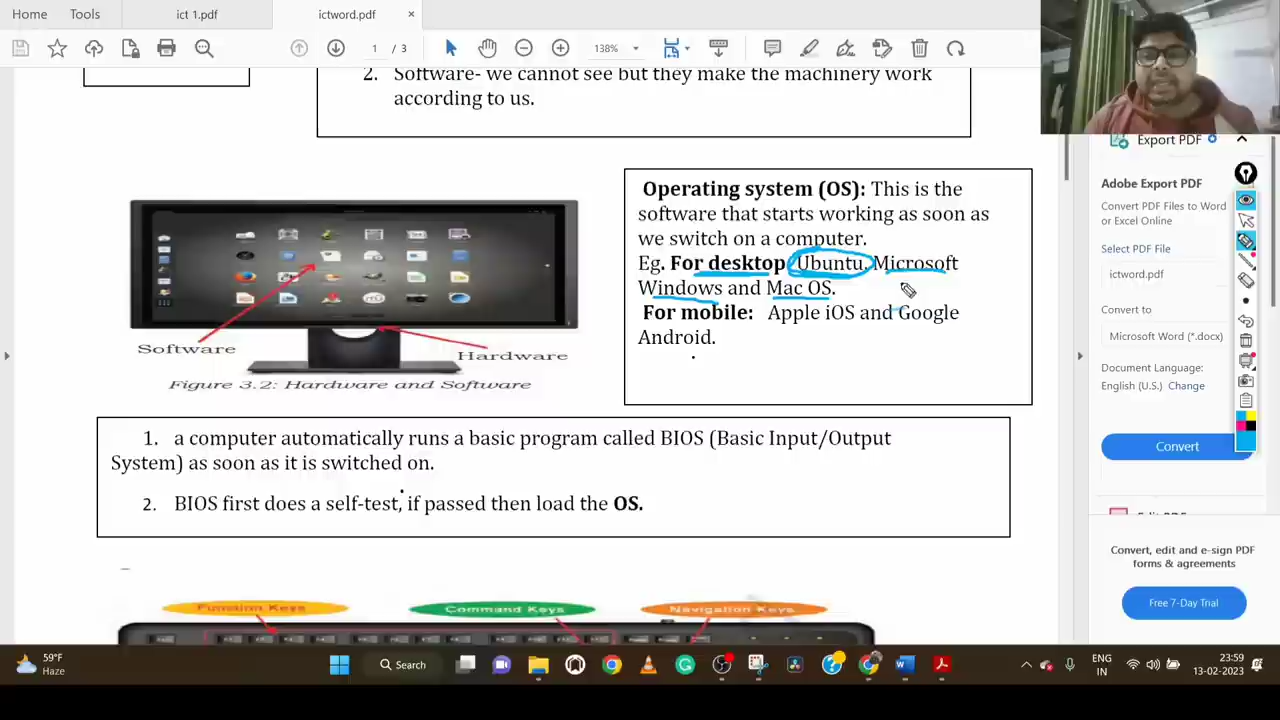 Home Tools ict 1.pdf ictword.pdf ×
1 / 3 138%
2. Software- we cannot see but they make the machinery work
according to us.
Software
Hardware
Figure 3.2: Hardware and Software
Operating system (OS): This is the
software that starts working as soon as
we switch on a computer.
Eg. For desktop Ubuntu, Microsoft
Windows and Mac OS.
For mobile: Apple iOS and Google
Android.
1. a computer automatically runs a basic program called BIOS (Basic Input/Output
System) as soon as it is switched on.
2. BIOS first does a self-test, if passed then load the OS.
Function Keys Command Keys Navigation Keys
Export PDF
Adobe Export PDF
Convert PDF Files to Word
or Excel Online
Select PDF File
ictword.pdf
Convert to
Microsoft Word (*.docx)
Document Language:
English (U.S.) Change
Convert
Convert, edit and e-sign PDF
forms & agreements
Free 7-Day Trial
59°F
Haze
Search
ENG
IN
23:59
13-02-2023